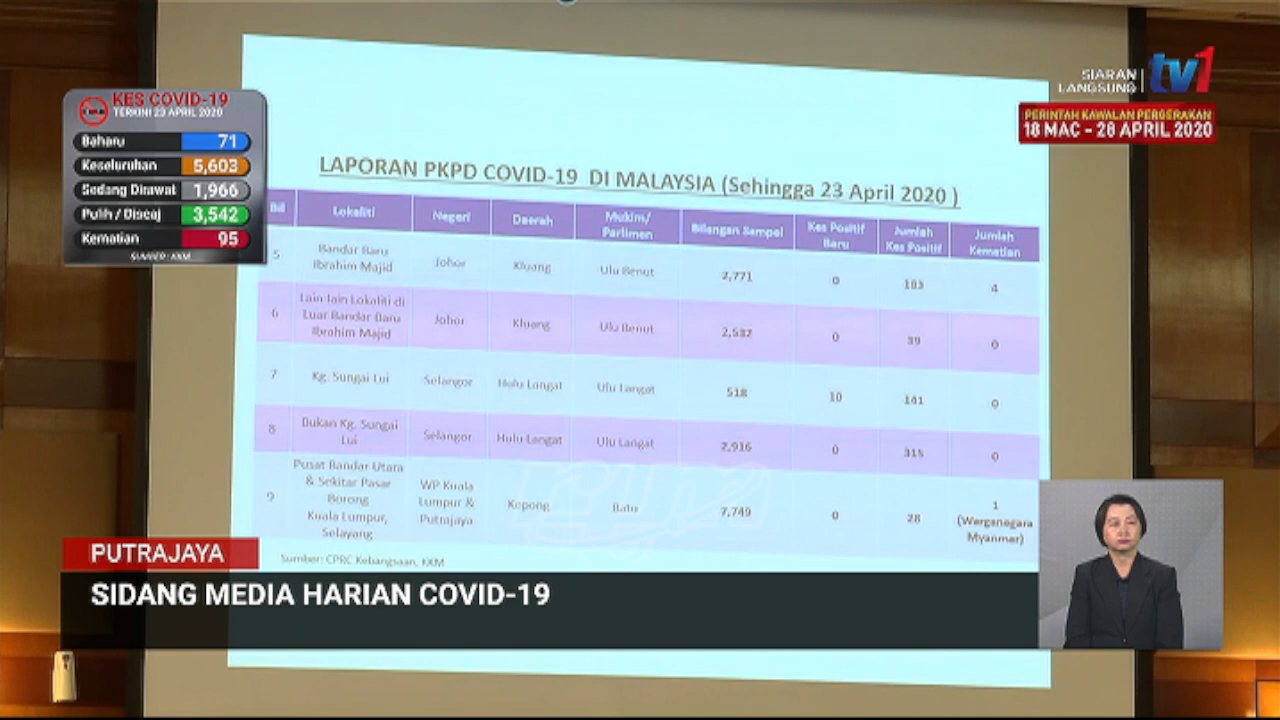 SIARAN
LANGSUNG
tv1
PERINTAH KAWALAN PERGERAKAN
18 MAC - 28 APRIL 2020
KES COVID-19
TERKINI 23 APRIL 2020
Baharu 71
Keseluruhan 5,603
Sedang Dirawat 1,966
Pulih / Discaj 3,542
Kematian 95
SUMBER: KKM
LAPORAN PKPD COVID-19 DI MALAYSIA (Sehingga 23 April 2020 )
Bil Lokaliti Negeri Daerah Mukim/ Parlimen Bilangan Sampel Kes Positif Baru Jumlah Kes Positif Jumlah Kematian
5 Bandar Baru Ibrahim Majid Johor Kluang Ulu Benut 2,771 0 183 4
6 Lain-lain Lokaliti di Luar Bandar Baru Ibrahim Majid Johor Kluang Ulu Benut 0 39 0
7 Kg. Sungai Lui Selangor Hulu Langat Ulu Langat 518 10 141 0
8 Bukan Kg. Sungai Lui Selangor Hulu Langat Ulu Langat 2,916 0 315 0
9 Pusat Bandar Utara & Sekitar Pasar Borong Kuala Lumpur, Selayang WP Kuala Lumpur & Putrajaya Kepong Batu 7,749 0 28 1 (Warganegara Myanmar)
Sumber: CPRC Kebangsaan, KKM
PUTRAJAYA
SIDANG MEDIA HARIAN COVID-19